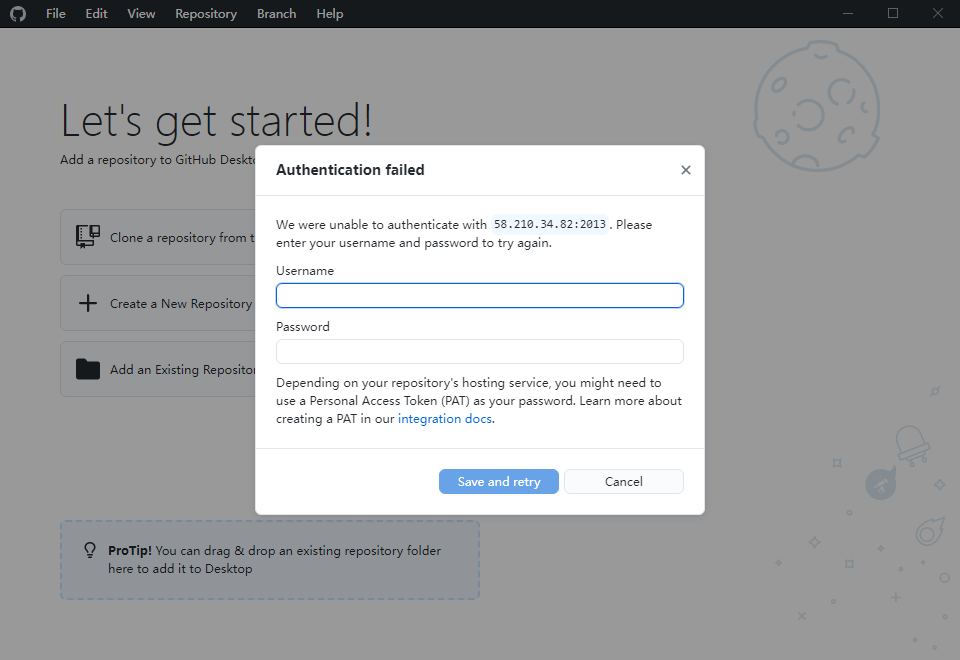 File Edit View Repository Branch Help
Let's get started!
Add a repository to GitHub
Clone a repository from
Create a New Repository
Add an Existing
Authentication failed
We were unable to authenticate with 58.210.34.82:2013. Please
enter your username and password to try again.
Username
Password
Depending on your repository's hosting service, you might need to
use a Personal Access Token (PAT) as your password. Learn more about
creating a PAT in our integration docs.
Save and retry Cancel
ProTip! You can drag & drop an existing repository folder
here to add it to Desktop